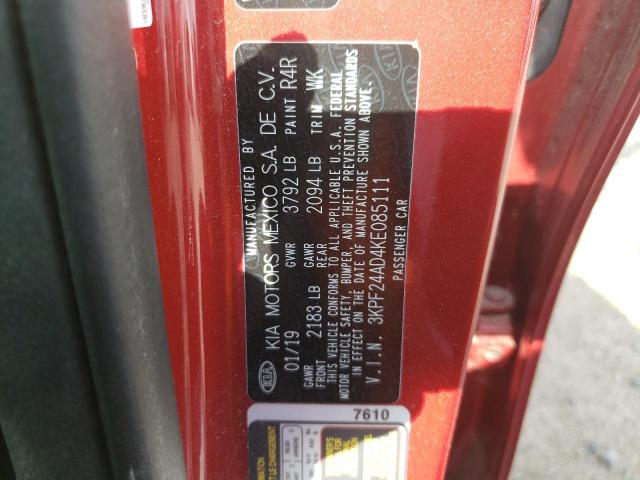 MANUFACTURED BY
KIA MOTORS MEXICO S.A. DE C.V.
01/19 GVWR 3792 LB PAINT R4R
GAWR FRONT 2183 LB GAWR REAR 2094 LB TRIM WK
THIS VEHICLE CONFORMS TO ALL APPLICABLE U.S.A. FEDERAL
MOTOR VEHICLE SAFETY, BUMPER, AND THEFT PREVENTION STANDARDS
IN EFFECT ON THE DATE OF MANUFACTURE SHOWN ABOVE.
V.I.N. 3KPF24AD4KE085111
PASSENGER CAR
KIA
7610